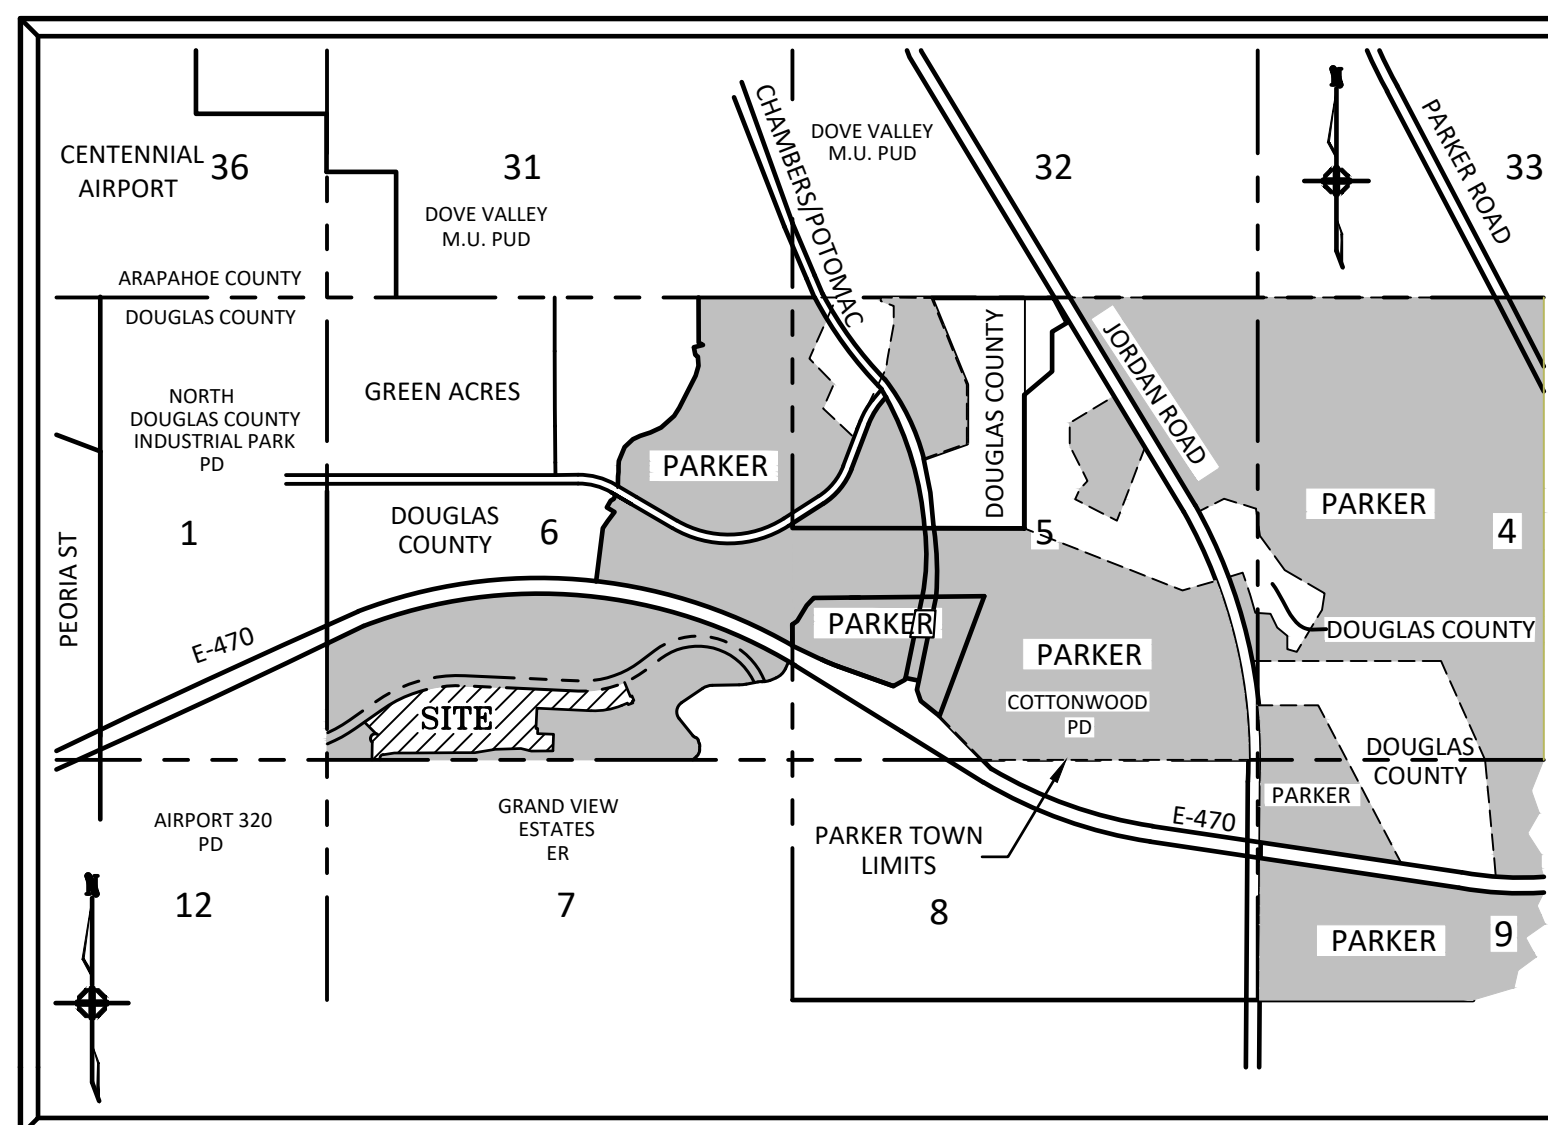 N
PARKER ROAD
CHAMBERS/POTOMAC
DOVE VALLEY
M.U. PUD
CENTENNIAL
AIRPORT
36
31
32
33
DOVE VALLEY
M.U. PUD
ARAPAHOE COUNTY
DOUGLAS COUNTY
JORDAN ROAD
DOUGLAS COUNTY
GREEN ACRES
NORTH
DOUGLAS COUNTY
INDUSTRIAL PARK
PD
PARKER
PARKER
DOUGLAS
COUNTY
1
6
5
4
PEORIA ST
E-470
PARKER
DOUGLAS COUNTY
PARKER
COTTONWOOD
PD
SITE
DOUGLAS
COUNTY
PARKER
GRAND VIEW
ESTATES
ER
AIRPORT 320
PD
E-470
PARKER TOWN
LIMITS
N
12
7
8
PARKER
9